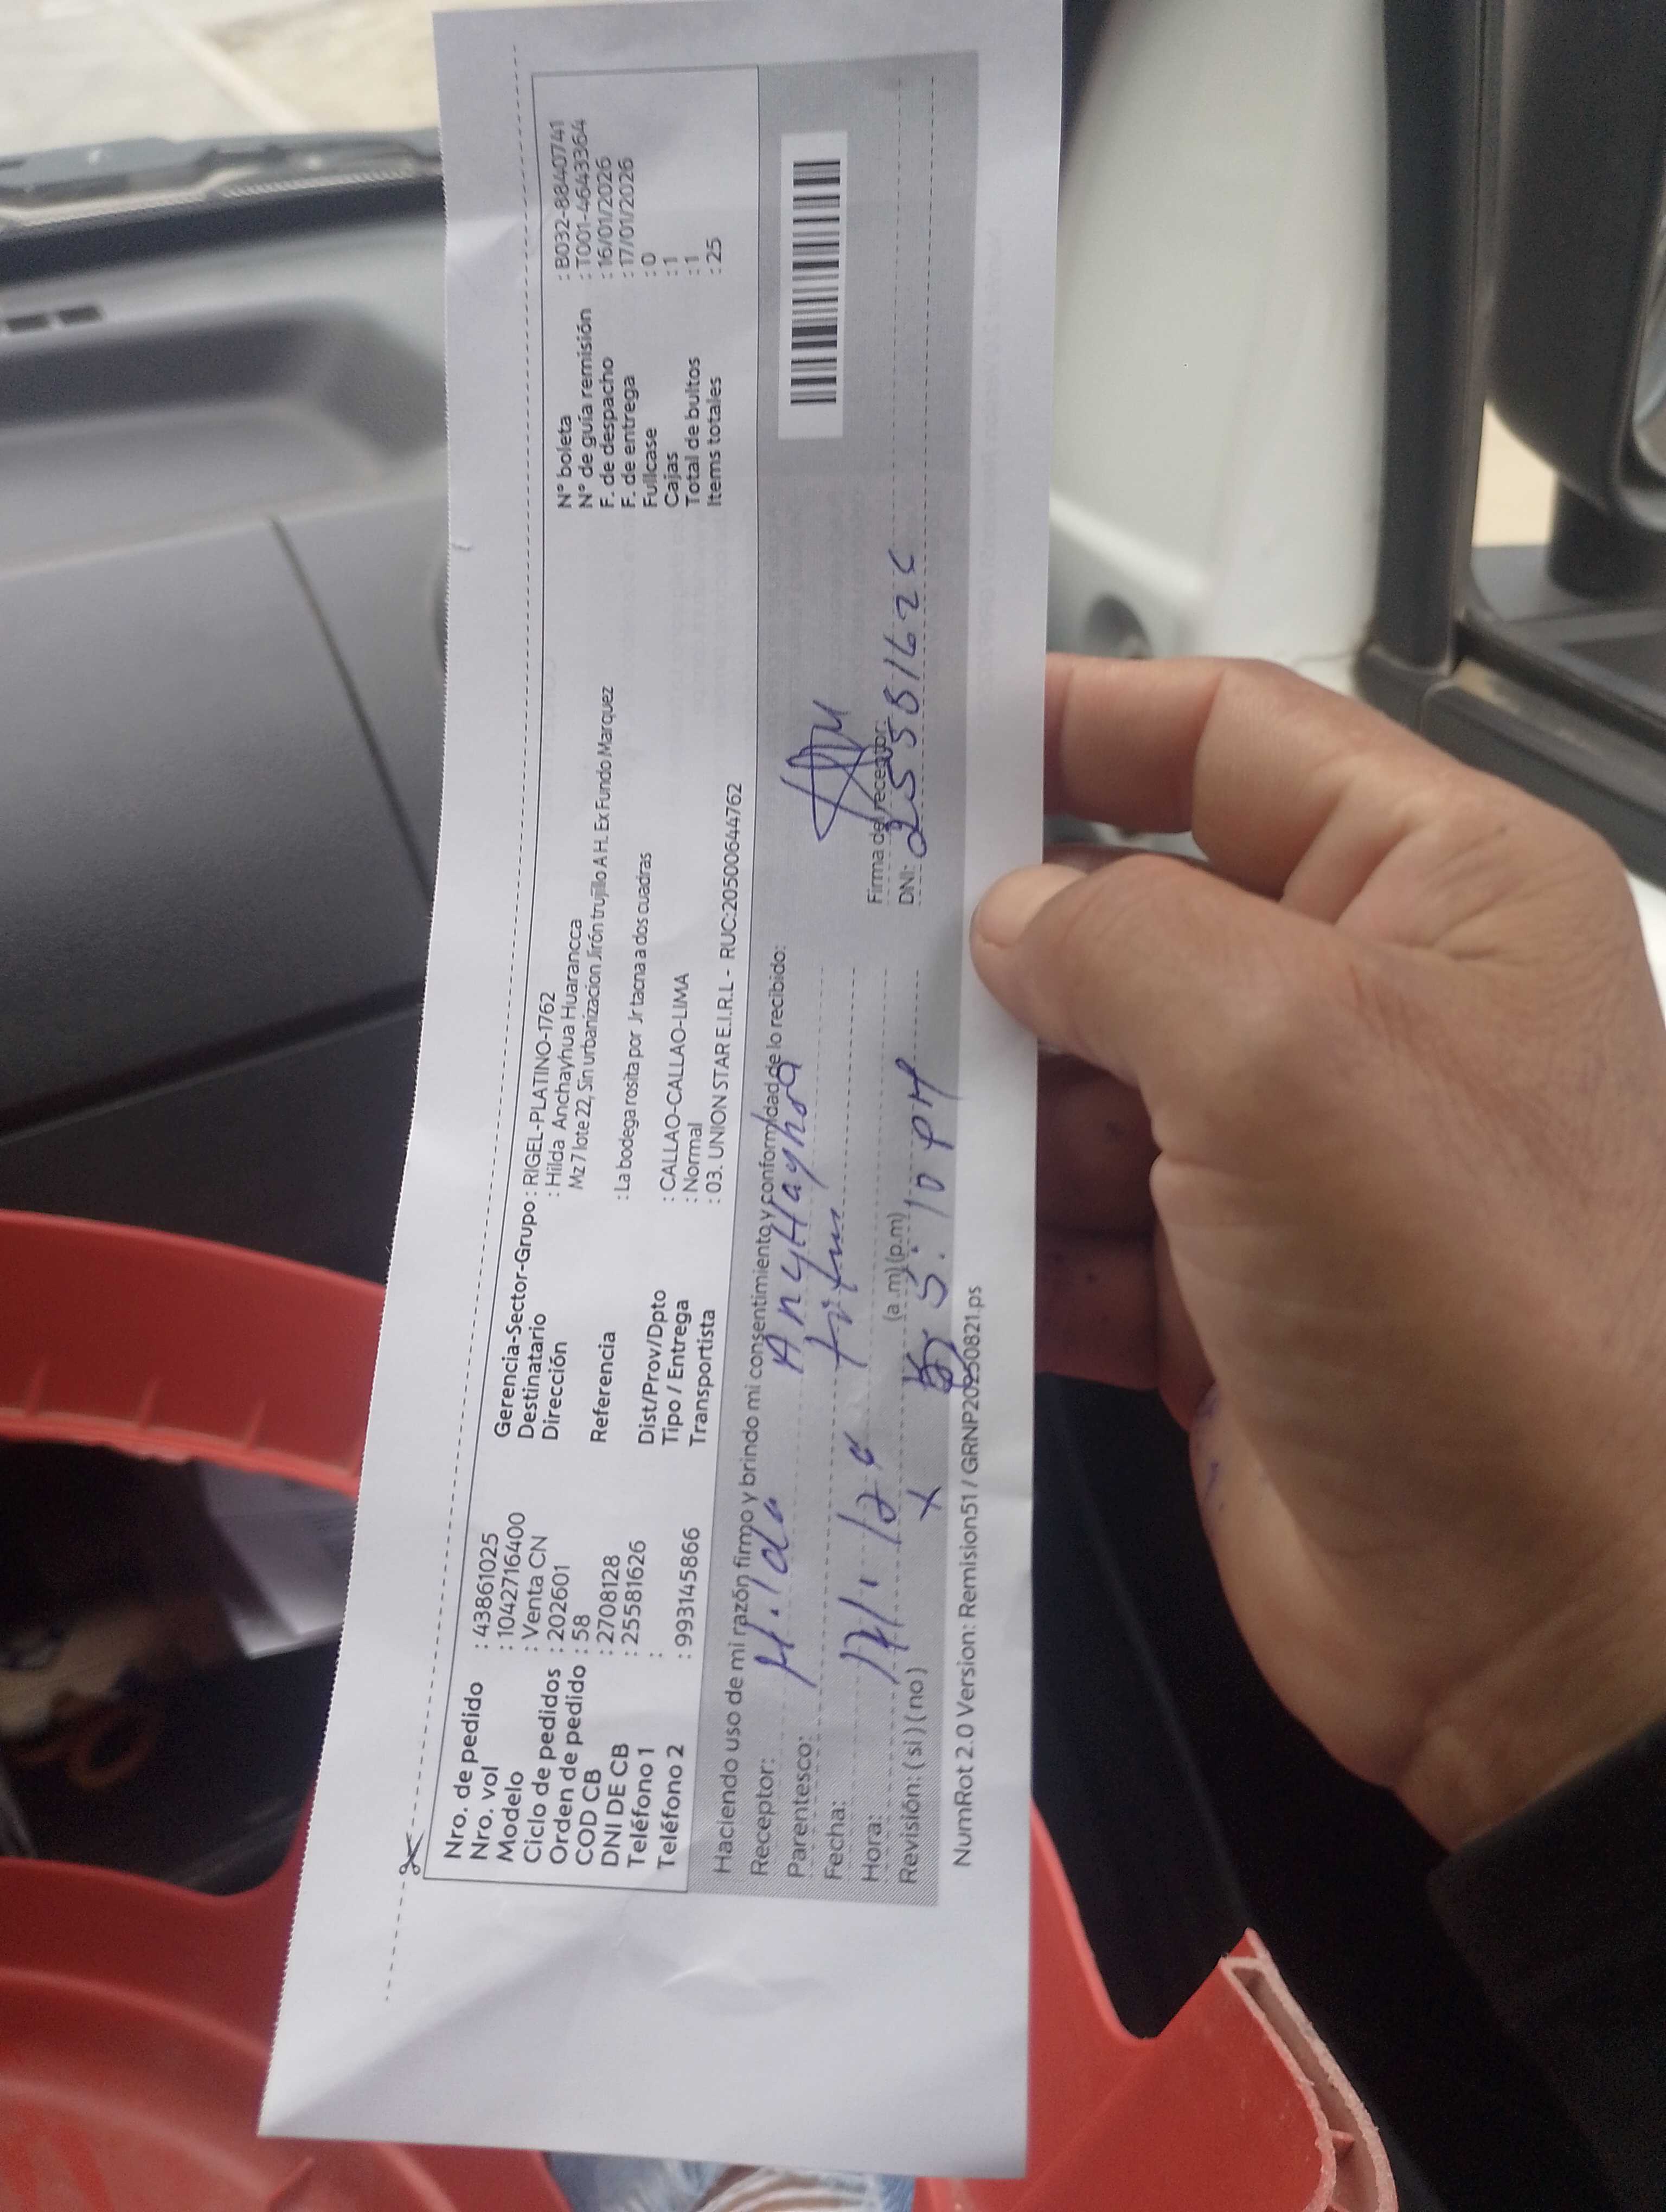 Nro. de pedido : 43861025
Nro. vol : 10427164​00
Modelo : Venta CN
Ciclo de pedidos : 202601
Orden de pedido : 58
COD CB : 2708128
DNI DE CB : 25581626
Teléfono 1 :
Teléfono 2 : 993145866
Gerencia-Sector-Grupo : RIGEL-PLATINO-1762
Destinatario : Hilda Anchayhua Huarancca
Dirección Mz 7 lote 22, Sin urbanizacion Jirón trujillo A H. Ex Fundo Marquez
Referencia : La bodega rosita por Jr tacna a dos cuadras
Dist/Prov/Dpto : CALLAO-CALLAO-LIMA
Tipo / Entrega : Normal
Transportista : 03. UNION STAR E.I.R.L - RUC:20500644762
N° boleta : B032-8840741
N° de guía remisión : T001-4643364
F. de despacho : 16/01/2026
F. de entrega : 17/01/2026
Fullcase : 0
Cajas : 1
Total de bultos : 1
Items totales : 25
Haciendo uso de mi razón firmo y brindo mi consentimiento y conformidad de lo recibido:
Receptor: Hilda
Parentesco:
Fecha:
Hora: (a.m) (p.m)
Revisión: ( si ) ( no ) x 5:10 PM
Firma del receptor:
DNI: 2558162
NumRot 2.0 Version: Remision51 / GRNP20250821.ps